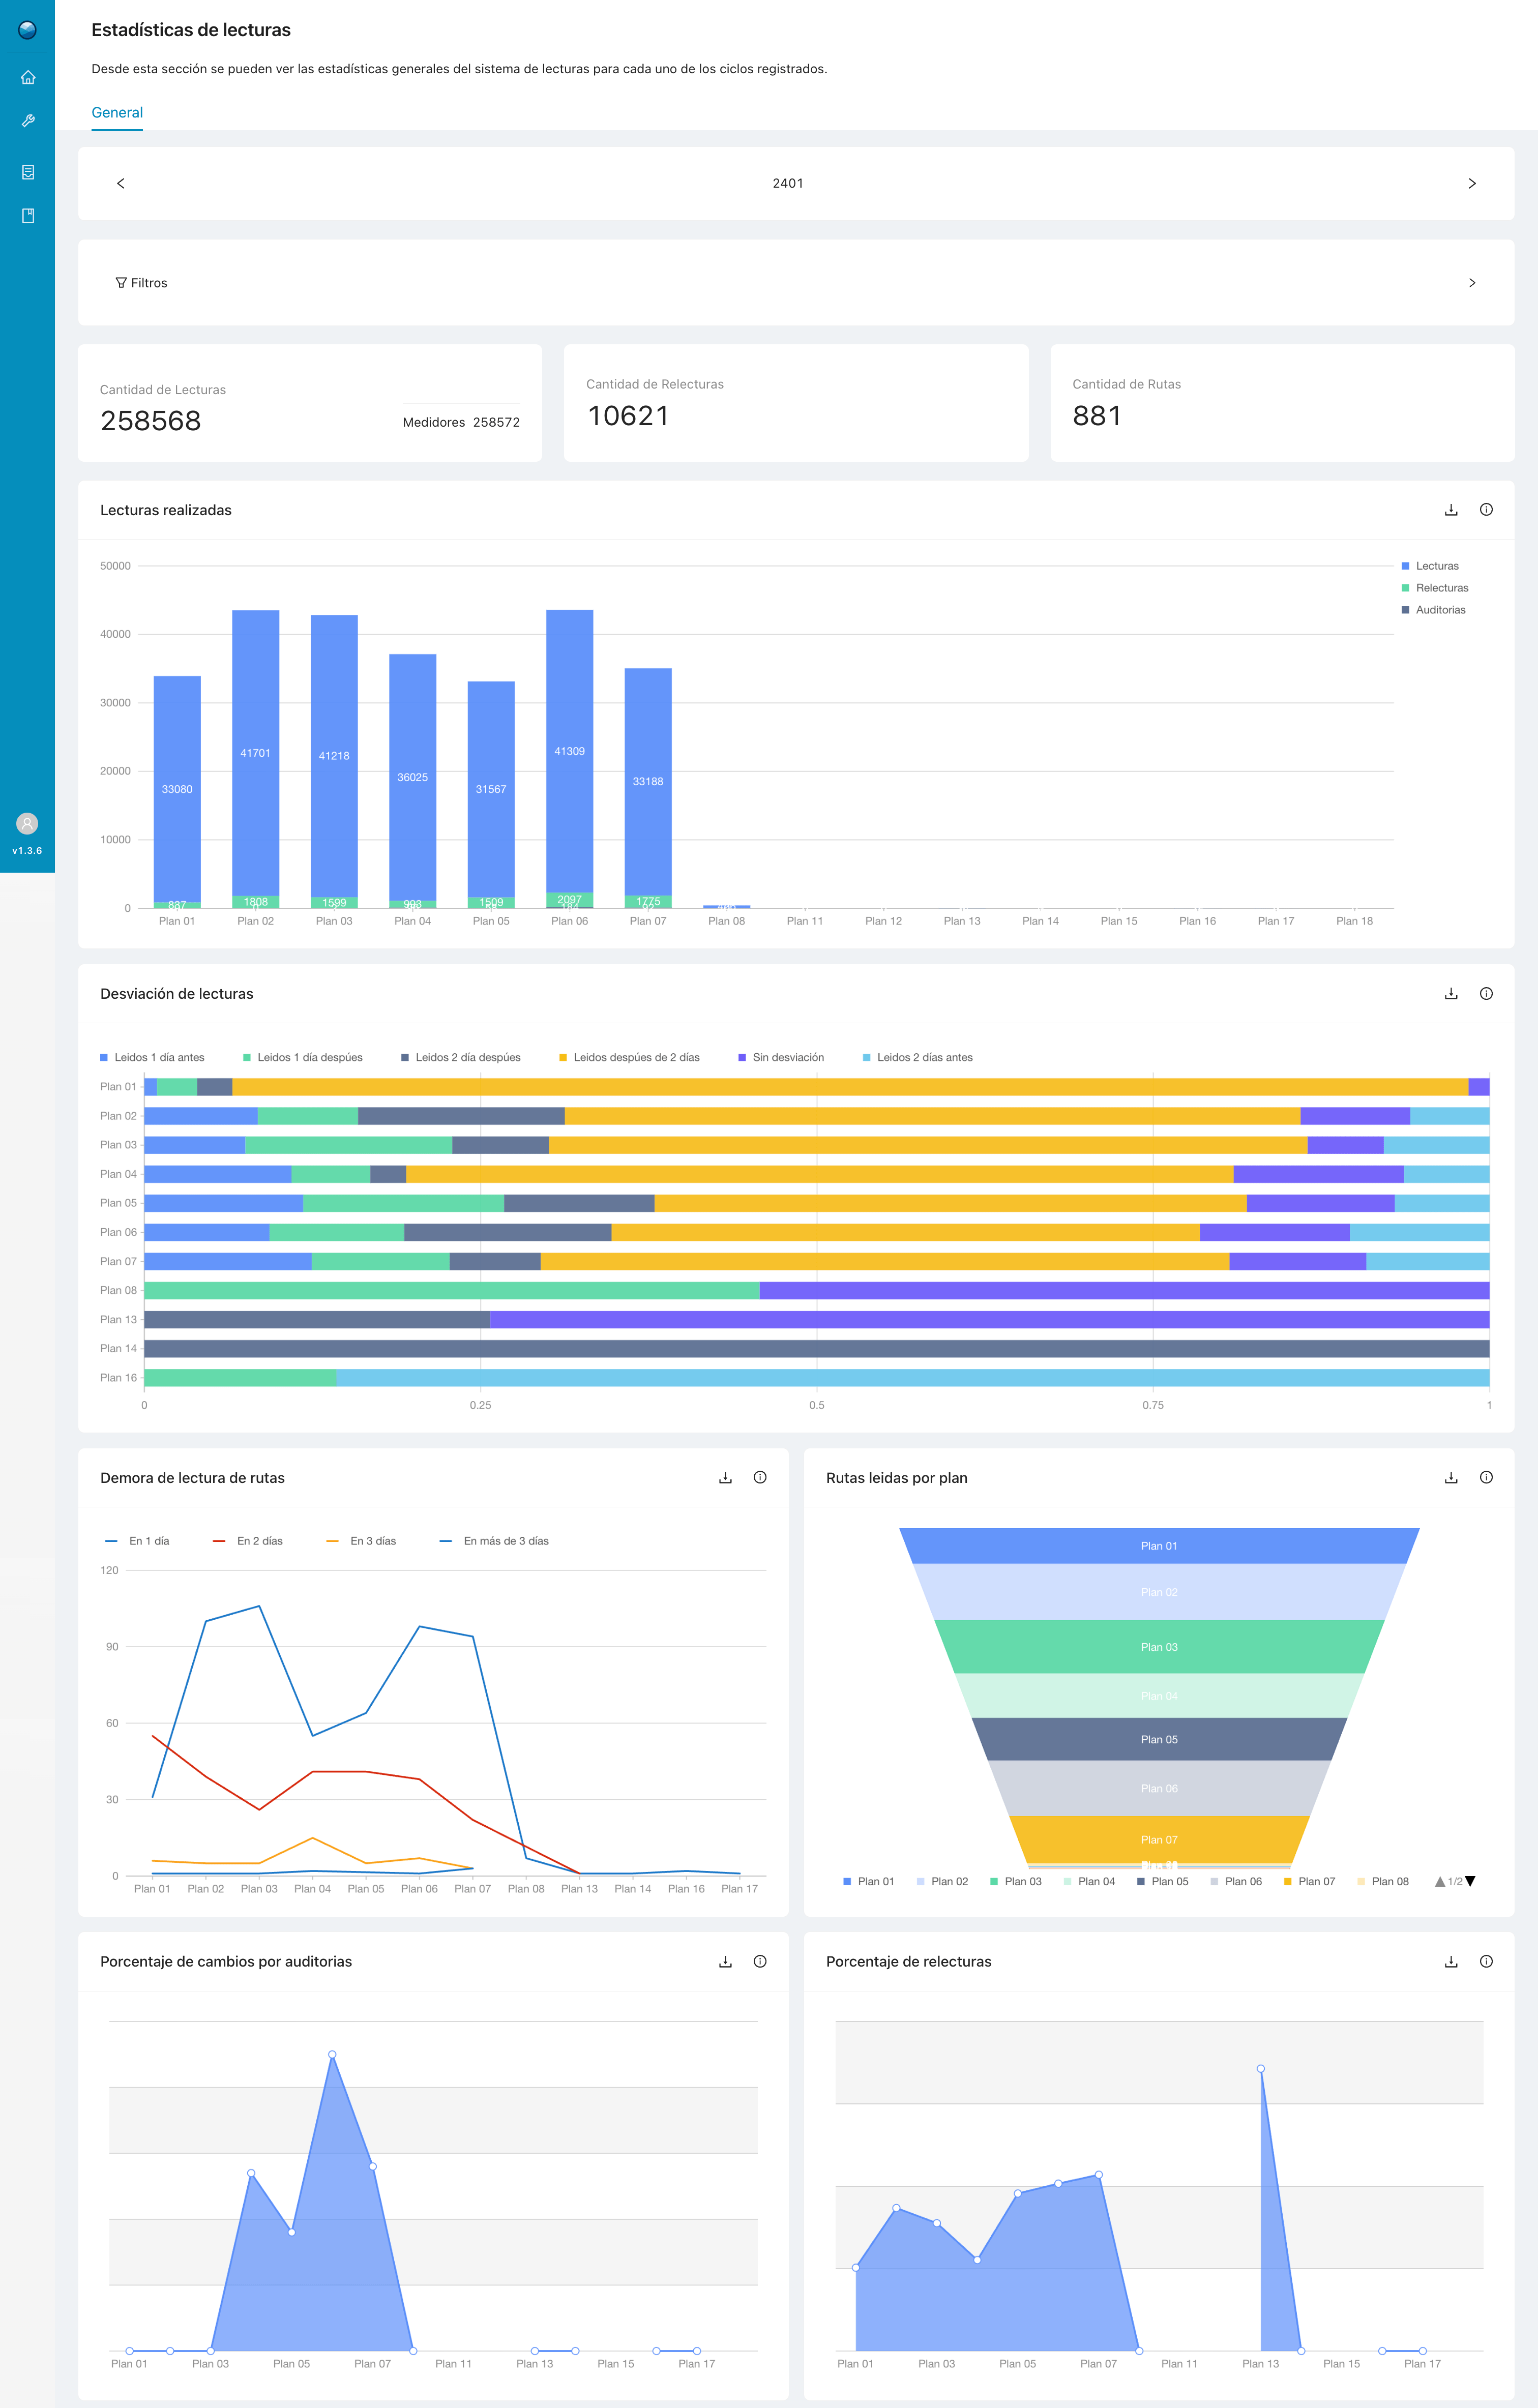 Estadísticas de lecturas
Desde esta sección se pueden ver las estadísticas generales del sistema de lecturas para cada uno de los ciclos registrados.
General
2401
Filtros
Cantidad de Lecturas
258568
Medidores 258572
Cantidad de Relecturas
10621
Cantidad de Rutas
881
v1.3.6
Lecturas realizadas
50000
40000
30000
20000
10000
0
Lecturas
Relecturas
Auditorias
33080
41701
41218
36025
31567
41309
33188
837
1808
1599
993
1509
2097
1775
Plan 01
Plan 02
Plan 03
Plan 04
Plan 05
Plan 06
Plan 07
Plan 08
Plan 11
Plan 12
Plan 13
Plan 14
Plan 15
Plan 16
Plan 17
Plan 18
Desviación de lecturas
Leidos 1 día antes
Leidos 1 día despúes
Leidos 2 día despúes
Leidos despúes de 2 días
Sin desviación
Leidos 2 días antes
Plan 01
Plan 02
Plan 03
Plan 04
Plan 05
Plan 06
Plan 07
Plan 08
Plan 13
Plan 14
Plan 16
0
0.25
0.5
0.75
1
Demora de lectura de rutas
En 1 día
En 2 días
En 3 días
En más de 3 días
120
90
60
30
0
Plan 01
Plan 02
Plan 03
Plan 04
Plan 05
Plan 06
Plan 07
Plan 08
Plan 13
Plan 14
Plan 16
Plan 17
Rutas leidas por plan
Plan 01
Plan 02
Plan 03
Plan 04
Plan 05
Plan 06
Plan 07
Plan 01
Plan 02
Plan 03
Plan 04
Plan 05
Plan 06
Plan 07
Plan 08
1/2
Porcentaje de cambios por auditorias
Plan 01
Plan 03
Plan 05
Plan 07
Plan 11
Plan 13
Plan 15
Plan 17
Porcentaje de relecturas
Plan 01
Plan 03
Plan 05
Plan 07
Plan 11
Plan 13
Plan 15
Plan 17